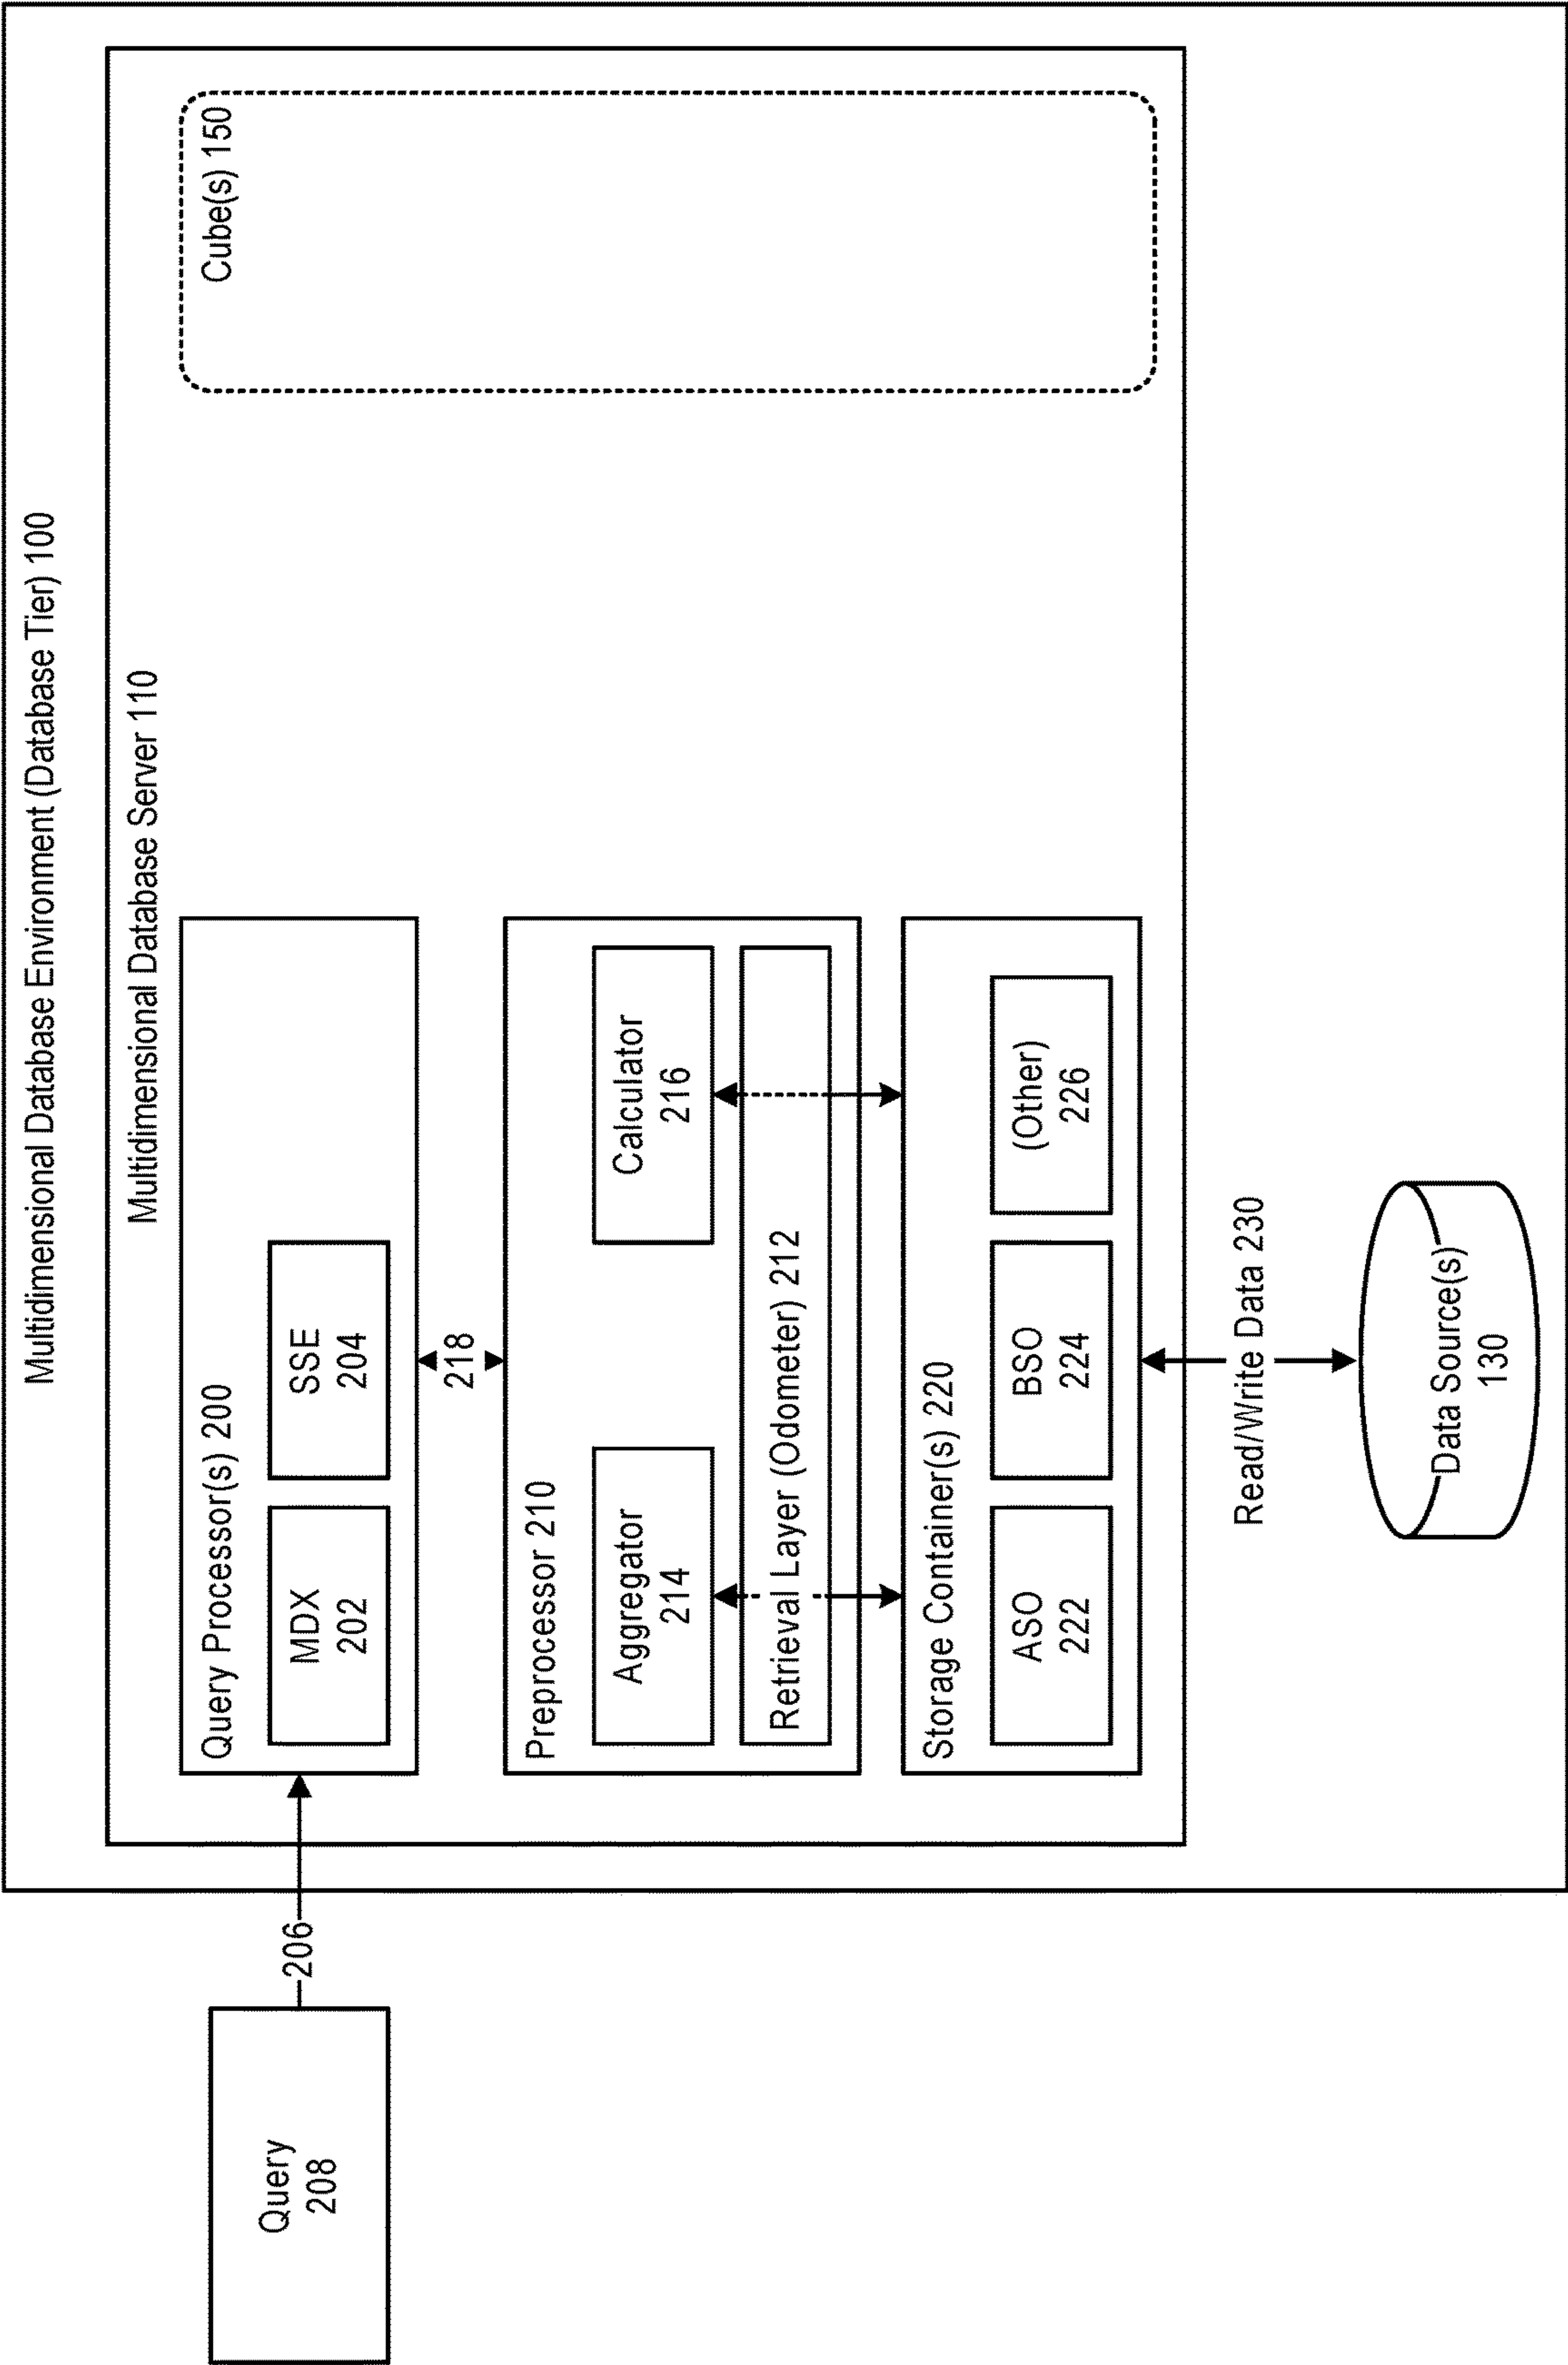 Multidimensional Database Environment (Database Tier) 100
Multidimensional Database Server 110
Query
208
206
Query Processor(s) 200
MDX
202
SSE
204
218
Preprocessor 210
Aggregator
214
Calculator
216
Retrieval Layer (Odometer) 212
Storage Container(s) 220
ASO
222
BSO
224
(Other)
226
Cube(s) 150
Read/Write Data 230
Data Source(s)
130